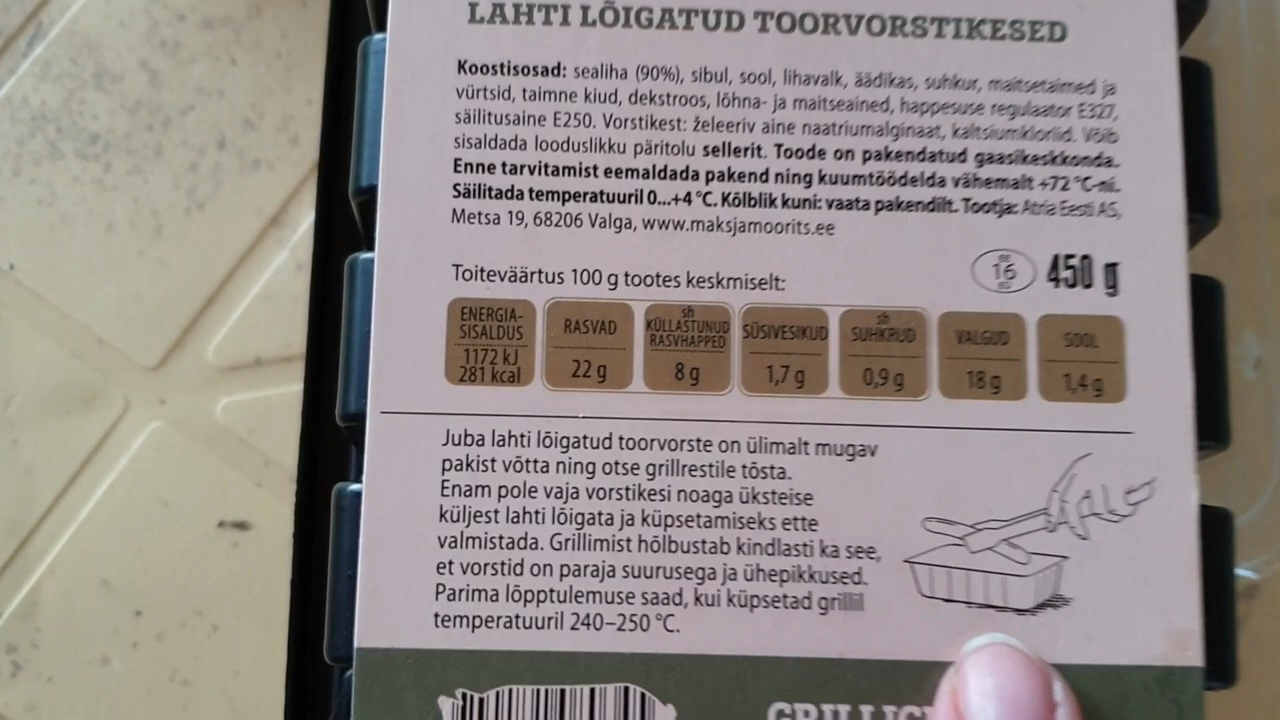 LAHTI LÕIGATUD TOORVORSTIKESED
Koostisosad: sealiha (90%), sibul, sool, lihavalk, äädikas, suhkur, maitsetaimed ja
vürtsid, taimne kiud, dekstroos, lõhna- ja maitseained, happesuse regulaator E327,
säilitusaine E250. Vorstikest: želeeriv aine naatriumalginaat, kaltsiumkloriid. Võib
sisaldada looduslikku päritolu sellerit. Toode on pakendatud gaasikeskkonda.
Enne tarvitamist eemaldada pakend ning kuumtöödelda vähemalt +72 °C-ni.
Säilitada temperatuuril 0...+4 °C. Kõlblik kuni: vaata pakendilt. Tootja: Atria Eesti AS,
Metsa 19, 68206 Valga, www.maksjamoorits.ee
Toiteväärtus 100 g tootes keskmiselt:
16
450 g
ENERGIA-
SISALDUS
1172 kJ
281 kcal
RASVAD
22 g
sh
KÜLLASTUNUD
RASVHAPPED
8 g
SÜSIVESIKUD
1,7 g
sh
SUHKRUD
0,9 g
VALGUD
18 g
SOOL
1,4 g
Juba lahti lõigatud toorvorste on ülimalt mugav
pakist võtta ning otse grillrestile tõsta.
Enam pole vaja vorstikesi noaga üksteise
küljest lahti lõigata ja küpsetamiseks ette
valmistada. Grillimist hõlbustab kindlasti ka see,
et vorstid on paraja suurusega ja ühepikkused.
Parima lõpptulemuse saad, kui küpsetad grillil
temperatuuril 240–250 °C.